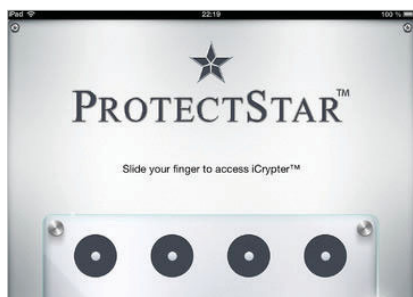 iPad 22:19 100 %
PROTECTSTAR™
Slide your finger to access iCrypter™